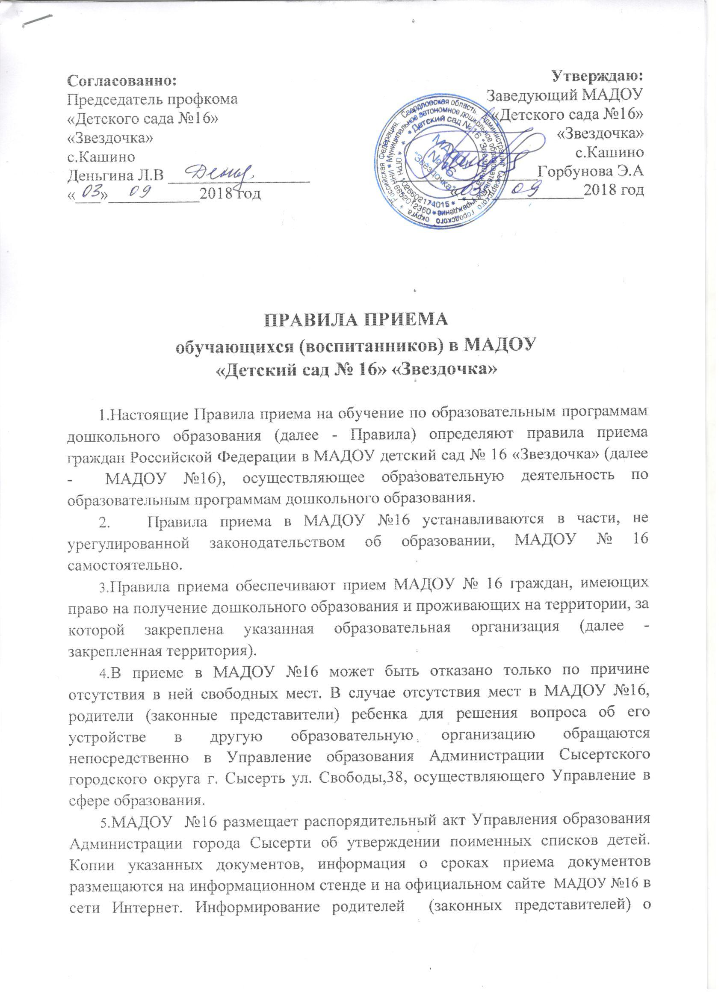 Согласованно:
Председатель профкома
«Детского сада №16»
«Звездочка»
с.Кашино
Деньгина Л.В
«03» 09 2018 год
Утверждаю:
Заведующий МАДОУ
«Детского сада №16»
«Звездочка»
с.Кашино
Горбунова Э.А
«03» 09 2018 год
Российская Федерация. Свердловская область. Администрация Сысертского городского округа.
Муниципальное автономное дошкольное образовательное учреждение
"Детский сад № 16 "Звёздочка"
ИНН 6652012360
ОГРН 1026602174015
МАДОУ
№ 16
"Звёздочка"
ПРАВИЛА ПРИЕМА
обучающихся (воспитанников) в МАДОУ
«Детский сад № 16» «Звездочка»
1.Настоящие Правила приема на обучение по образовательным программам
дошкольного образования (далее - Правила) определяют правила приема
граждан Российской Федерации в МАДОУ детский сад № 16 «Звездочка» (далее
- МАДОУ №16), осуществляющее образовательную деятельность по
образовательным программам дошкольного образования.
2. Правила приема в МАДОУ №16 устанавливаются в части, не
урегулированной законодательством об образовании, МАДОУ № 16
самостоятельно.
3.Правила приема обеспечивают прием МАДОУ № 16 граждан, имеющих
право на получение дошкольного образования и проживающих на территории, за
которой закреплена указанная образовательная организация (далее -
закрепленная территория).
4.В приеме в МАДОУ №16 может быть отказано только по причине
отсутствия в ней свободных мест. В случае отсутствия мест в МАДОУ №16,
родители (законные представители) ребенка для решения вопроса об его
устройстве в другую образовательную организацию обращаются
непосредственно в Управление образования Администрации Сысертского
городского округа г. Сысерть ул. Свободы,38, осуществляющего Управление в
сфере образования.
5.МАДОУ №16 размещает распорядительный акт Управления образования
Администрации города Сысерти об утверждении поименных списков детей.
Копии указанных документов, информация о сроках приема документов
размещаются на информационном стенде и на официальном сайте МАДОУ №16 в
сети Интернет. Информирование родителей (законных представителей) о